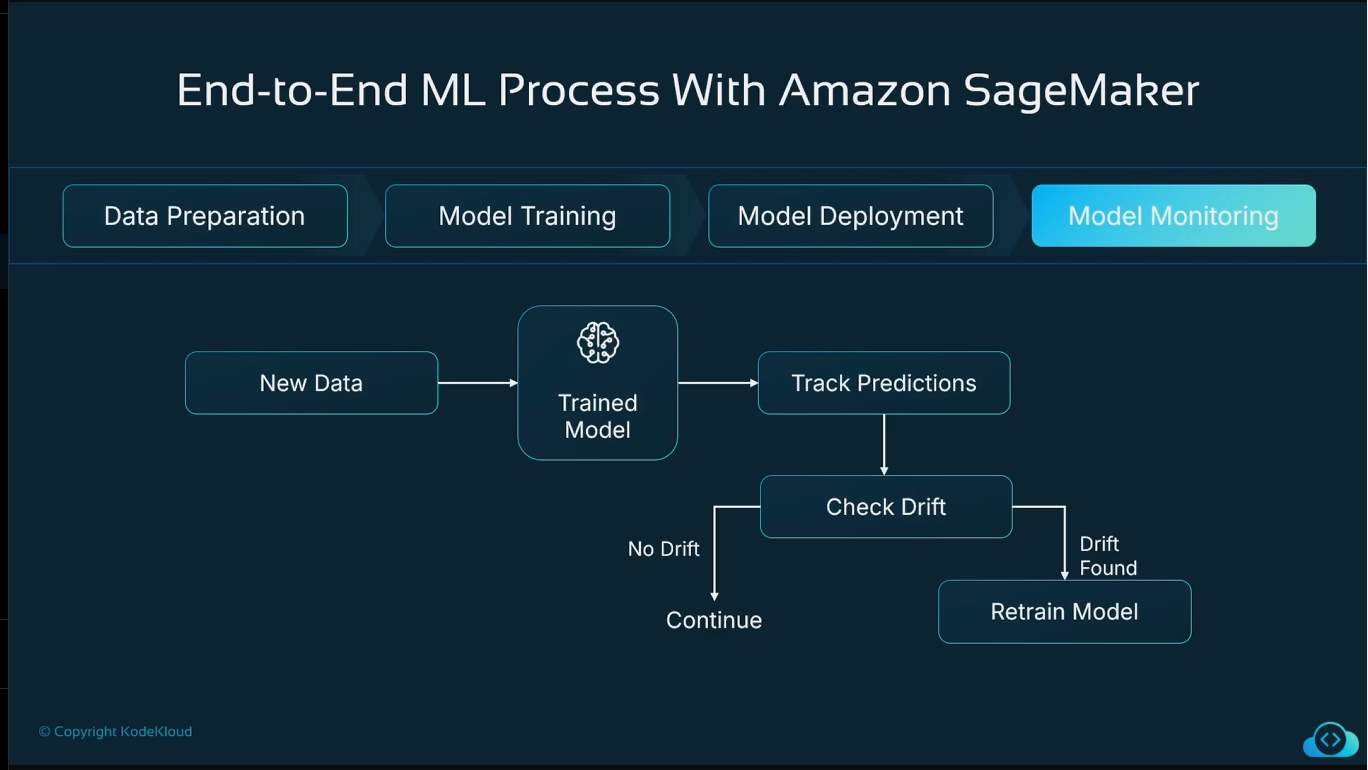 End-to-End ML Process With Amazon SageMaker
Data Preparation
Model Training
Model Deployment
Model Monitoring
New Data
Trained
Model
Track Predictions
Check Drift
No Drift
Drift
Found
Continue
Retrain Model
© Copyright KodeKloud